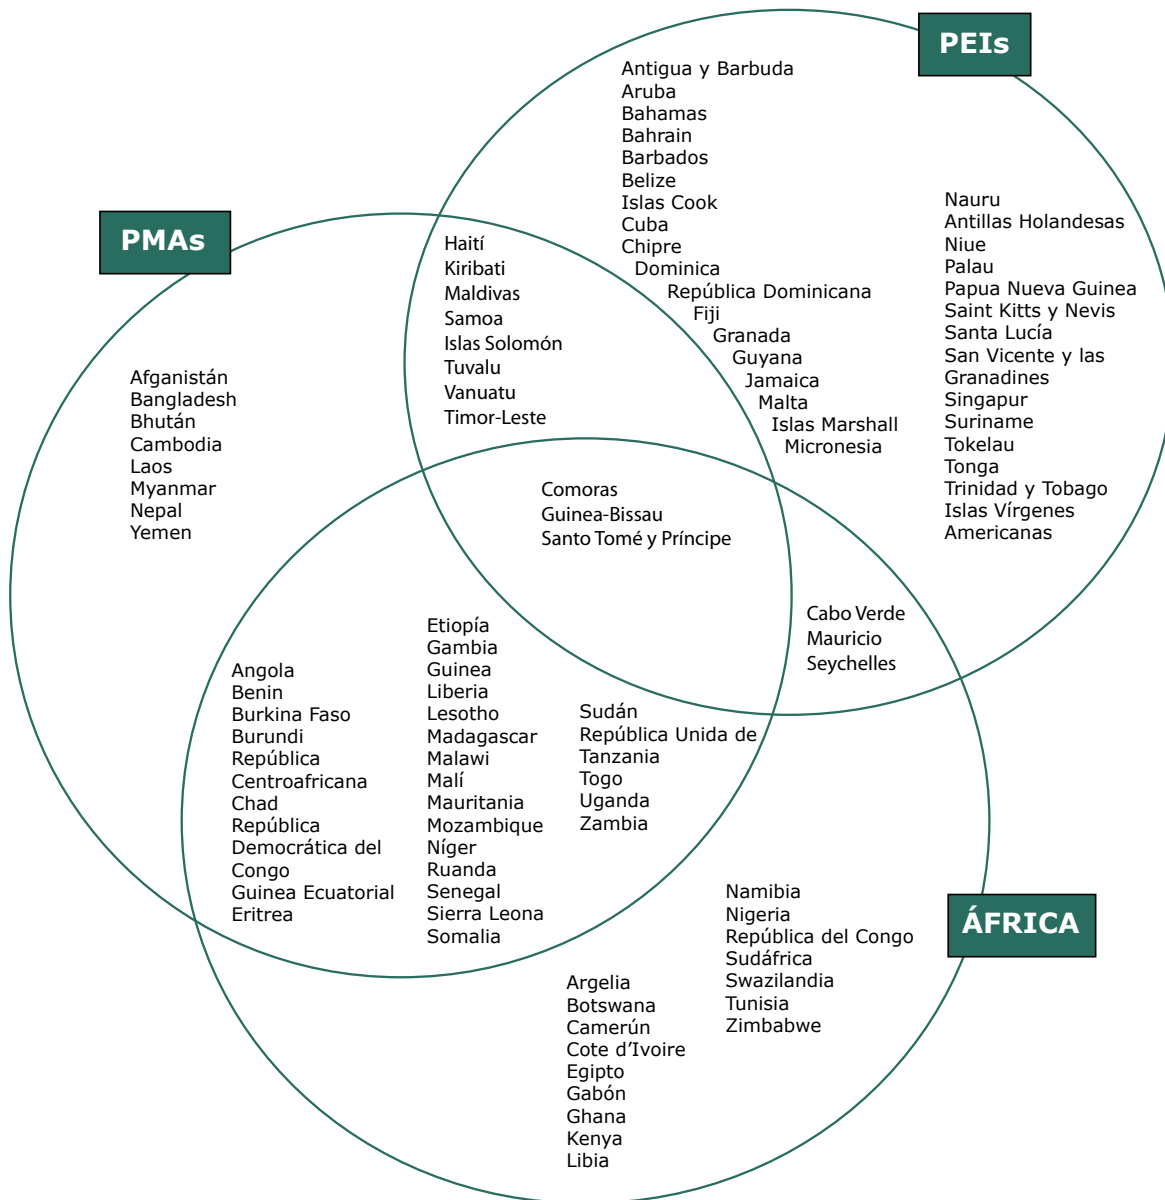 PEIs
Antigua y Barbuda
Aruba
Bahamas
Bahrain
Barbados
Belize
Islas Cook
Cuba
Chipre
Dominica
República Dominicana
Fiji
Granada
Guyana
Jamaica
Malta
Islas Marshall
Micronesia
Nauru
Antillas Holandesas
Niue
Palau
Papua Nueva Guinea
Saint Kitts y Nevis
Santa Lucía
San Vicente y las
Granadines
Singapur
Suriname
Tokelau
Tonga
Trinidad y Tobago
Islas Vírgenes
Americanas
PMAs
Haití
Kiribati
Maldivas
Samoa
Islas Solomón
Tuvalu
Vanuatu
Timor-Leste
Afganistán
Bangladesh
Bhután
Cambodia
Laos
Myanmar
Nepal
Yemen
Comoras
Guinea-Bissau
Santo Tomé y Príncipe
Cabo Verde
Mauricio
Seychelles
Angola
Benin
Burkina Faso
Burundi
República
Centroafricana
Chad
República
Democrática del
Congo
Guinea Ecuatorial
Eritrea
Etiopía
Gambia
Guinea
Liberia
Lesotho
Madagascar
Malawi
Malí
Mauritania
Mozambique
Níger
Ruanda
Senegal
Sierra Leona
Somalia
Sudán
República Unida de
Tanzania
Togo
Uganda
Zambia
ÁFRICA
Argelia
Botswana
Camerún
Cote d’Ivoire
Egipto
Gabón
Ghana
Kenya
Libia
Namibia
Nigeria
República del Congo
Sudáfrica
Swazilandia
Tunisia
Zimbabwe